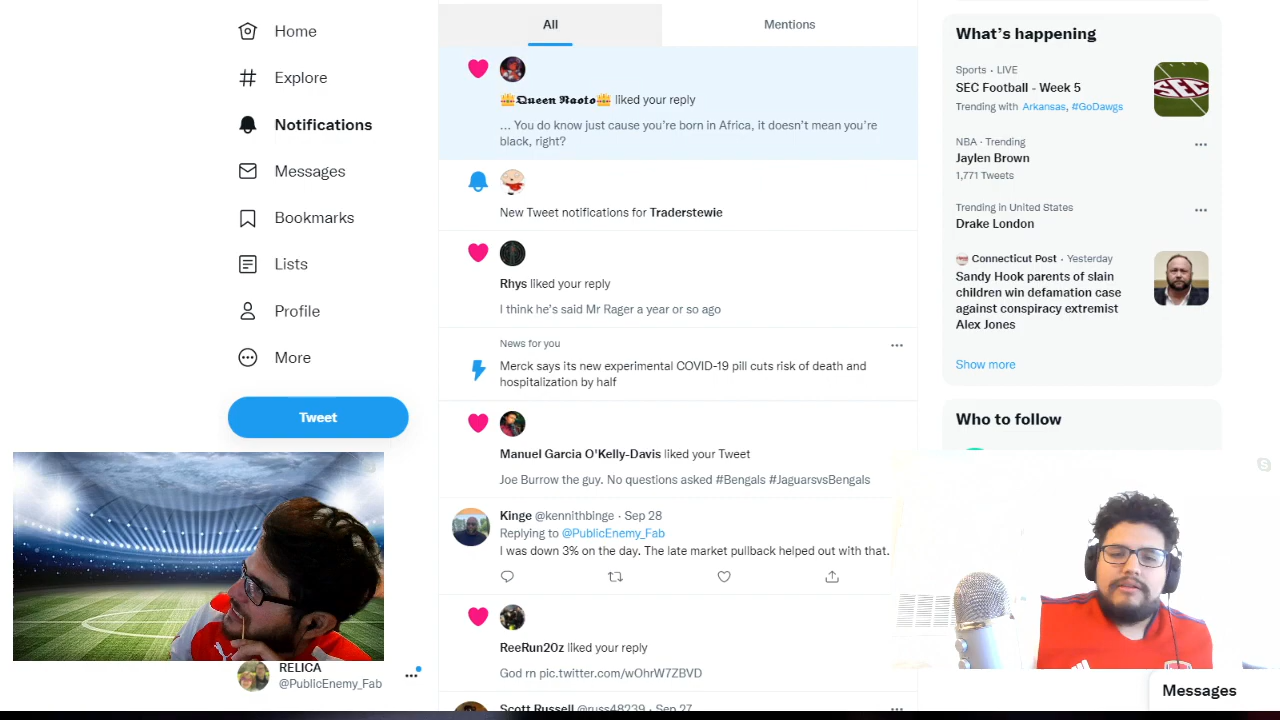 Home
Explore
Notifications
Messages
Bookmarks
Lists
Profile
More
Tweet
RELICA
@PublicEnemy_Fab
All
Mentions
👑𝕼𝖚𝖊𝖊𝖓 𝕹𝖆𝖔𝖙𝖔👑 liked your reply
... You do know just cause you're born in Africa, it doesn't mean you're
black, right?
New Tweet notifications for Traderstewie
Rhys liked your reply
I think he's said Mr Rager a year or so ago
News for you
Merck says its new experimental COVID-19 pill cuts risk of death and
hospitalization by half
Manuel Garcia O'Kelly-Davis liked your Tweet
Joe Burrow the guy. No questions asked #Bengals #JaguarsvsBengals
Kinge @kennithbinge · Sep 28
Replying to @PublicEnemy_Fab
I was down 3% on the day. The late market pullback helped out with that.
ReeRun20z liked your reply
God rn pic.twitter.com/wOhrW7ZBVD
Scott Russell @russ48239 · Sep 27
What's happening
Sports · LIVE
SEC Football - Week 5
Trending with Arkansas, #GoDawgs
SEC
NBA · Trending
Jaylen Brown
1,771 Tweets
Trending in United States
Drake London
Connecticut Post · Yesterday
Sandy Hook parents of slain
children win defamation case
against conspiracy extremist
Alex Jones
Show more
Who to follow
Messages